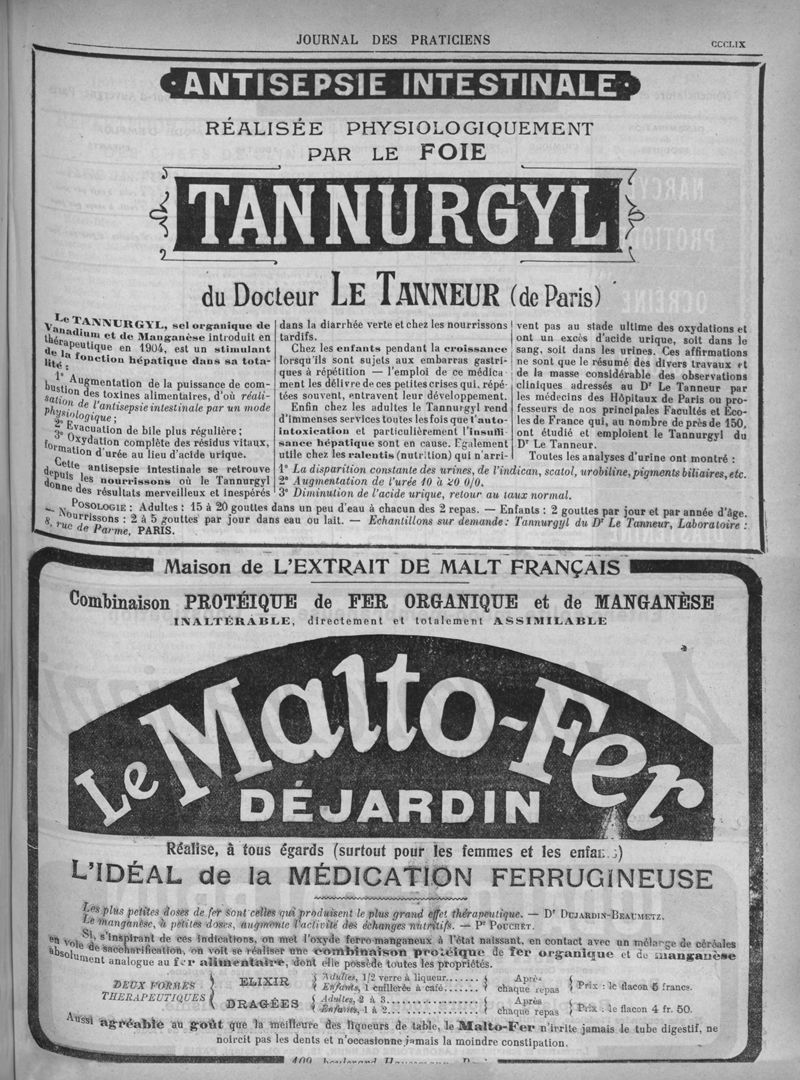 JOURNAL DES PRATICIENS
CCCLIX
ANTISEPSIE INTESTINALE
RÉALISÉE PHYSIOLOGIQUEMENT
PAR LE FOIE
TANNURGYL
du Docteur LE TANNEUR (de Paris)
Le TANNURGYL, sel organique de
Vanadium et de Manganèse introduit en
thérapeutique en 1904, est un stimulant
de la fonction hépatique dans sa tota-
lité :
1° Augmentation de la puissance de com-
bustion des toxines alimentaires, d'où réali-
sation de l'antisepsie intestinale par un mode
physiologique ;
2° Evacuation de bile plus régulière ;
3° Oxydation complète des résidus vitaux,
formation d'urée au lieu d'acide urique.
Cette antisepsie intestinale se retrouve
depuis les nourrissons où le Tannurgyl
donne des résultats merveilleux et inespérés
dans la diarrhée verte et chez les nourrissons
tardifs.
Chez les enfants pendant la croissance
lorsqu'ils sont sujets aux embarras gastri-
ques à répétition — l'emploi de ce médica
ment les délivre de ces petites crises qui, répé-
tées souvent, entravent leur développement.
Enfin chez les adultes le Tannurgyl rend
d'immenses services toutes les fois que l'auto-
intoxication et particulièrement l'insuffi-
sance hépatique sont en cause. Egalement
utile chez les ralentis (nutrition) qui n'arri-
vent pas au stade ultime des oxydations et
ont un excès d'acide urique, soit dans le
sang, soit dans les urines. Ces affirmations
ne sont que le résumé des divers travaux et
de la masse considérable des observations
cliniques adressés au Dr Le Tanneur par
les médecins des Hôpitaux de Paris ou pro-
fesseurs de nos principales Facultés et Eco-
les de France qui, au nombre de près de 150,
ont étudié et emploient le Tannurgyl du
Dr Le Tanneur.
Toutes les analyses d'urine ont montré :
1° La disparition constante des urines, de l'indican, scatol, urobiline, pigments biliaires, etc.
2° Augmentation de l'urée 10 à 20 0/0.
3° Diminution de l'acide urique, retour au taux normal.
— POSOLOGIE : Adultes : 15 à 20 gouttes dans un peu d'eau à chacun des 2 repas. — Enfants : 2 gouttes par jour et par année d'âge.
Nourrissons : 2 à 5 gouttes par jour dans eau ou lait. — Echantillons sur demande : Tannurgyl du Dr Le Tanneur, Laboratoire :
8, rue de Parme, PARIS.
Maison de L'EXTRAIT DE MALT FRANÇAIS
Combinaison PROTÉIQUE de FER ORGANIQUE et de MANGANÈSE
INALTÉRABLE, directement et totalement ASSIMILABLE
Le Malto-Fer
DÉJARDIN
Réalise, à tous égards (surtout pour les femmes et les enfants)
L'IDÉAL de la MÉDICATION FERRUGINEUSE
Les plus petites doses de fer sont celles qui produisent le plus grand effet thérapeutique. — Dr DUJARDIN-BEAUMETZ.
Le manganèse, à petites doses, augmente l'activité des échanges nutritifs. — Pr POUCHET.
Si, s'inspirant de ces indications, on met l'oxyde ferro-manganeux à l'état naissant, en contact avec un mélange de céréales
en voie de saccharification, on voit se réaliser une combinaison protéique de fer organique et de manganèse
absolument analogue au fer alimentaire, dont elle possède toutes les propriétés.
DEUX FORMES
THERAPEUTIQUES
ELIXIR
Adultes, 1/2 verre à liqueur.......
Enfants, 1 cuillerée à café......
Après
chaque repas
Prix : le flacon 5 francs.
DRAGÉES
Adultes, 2 à 3....................
Enfants, 1 à 2....................
Après
chaque repas
Prix : le flacon 4 fr. 50.
Aussi agréable au goût que la meilleure des liqueurs de table, le Malto-Fer n'irrite jamais le tube digestif, ne
noircit pas les dents et n'occasionne jamais la moindre constipation.
109, boulevard Haussmann